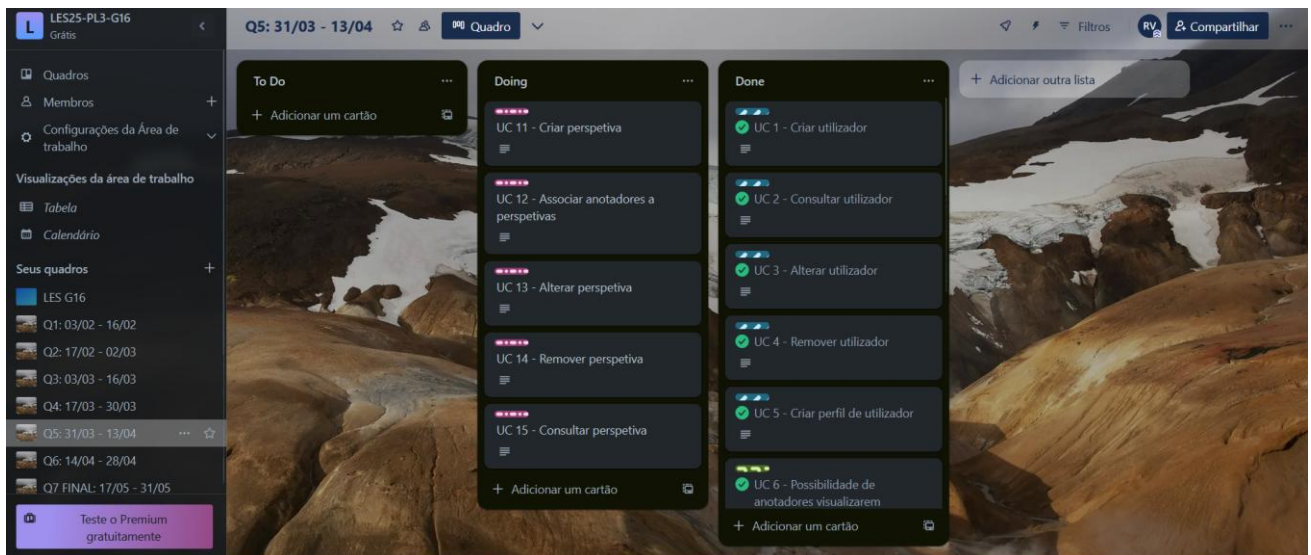 L
LES25-PL3-G16
Grátis
Quadros
Membros
Configurações da Área de
trabalho
Visualizações da área de trabalho
Tabela
Calendário
Seus quadros
LES G16
Q1: 03/02 - 16/02
Q2: 17/02 - 02/03
Q3: 03/03 - 16/03
Q4: 17/03 - 30/03
Q5: 31/03 - 13/04
Q6: 14/04 - 28/04
Q7 FINAL: 17/05 - 31/05
Teste o Premium
gratuitamente
Q5: 31/03 - 13/04
Quadro
Filtros
RV
Compartilhar
To Do
+ Adicionar um cartão
Doing
UC 11 - Criar perspetiva
UC 12 - Associar anotadores a
perspetivas
UC 13 - Alterar perspetiva
UC 14 - Remover perspetiva
UC 15 - Consultar perspetiva
+ Adicionar um cartão
Done
UC 1 - Criar utilizador
UC 2 - Consultar utilizador
UC 3 - Alterar utilizador
UC 4 - Remover utilizador
UC 5 - Criar perfil de utilizador
UC 6 - Possibilidade de
anotadores visualizarem
+ Adicionar um cartão
+ Adicionar outra lista